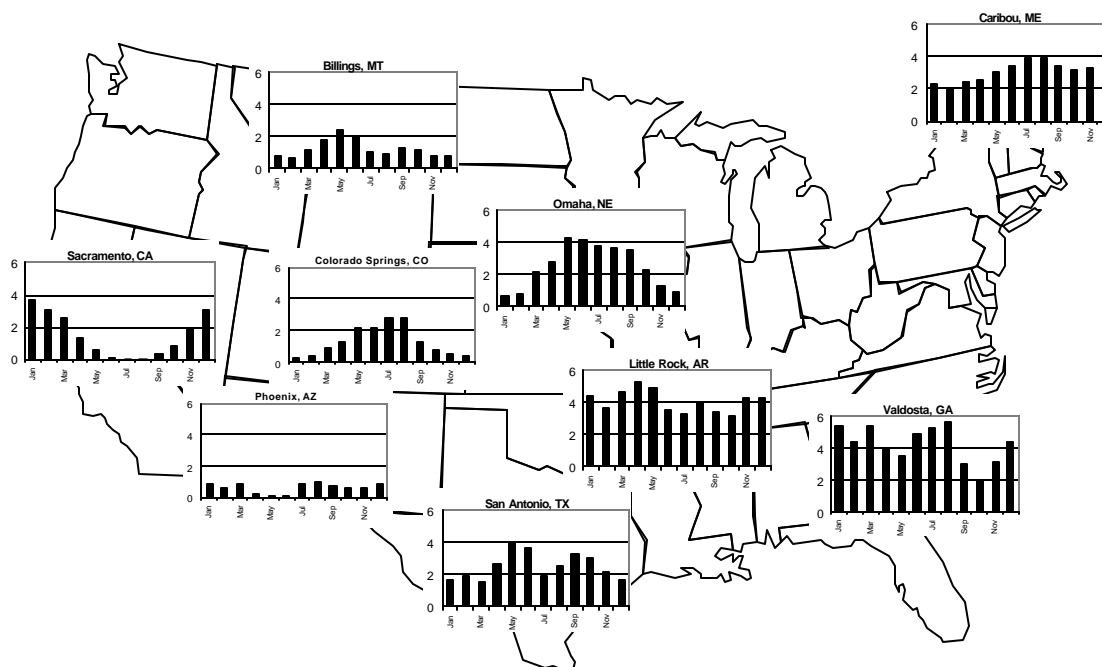 Caribou, ME
6
4
2
0
Jan
Mar
May
Jul
Sep
Nov
Billings, MT
6
4
2
0
Jan
Mar
May
Jul
Sep
Nov
Omaha, NE
6
4
2
0
Jan
Mar
May
Jul
Sep
Nov
Sacramento, CA
6
4
2
0
Jan
Mar
May
Jul
Sep
Nov
Colorado Springs, CO
6
4
2
0
Jan
Mar
May
Jul
Sep
Nov
Little Rock, AR
6
4
2
0
Jan
Mar
May
Jul
Sep
Nov
Phoenix, AZ
6
4
2
0
Jan
Mar
May
Jul
Sep
Nov
Valdosta, GA
6
4
2
0
Jan
Mar
May
Jul
Sep
Nov
San Antonio, TX
6
4
2
0
Jan
Mar
May
Jul
Sep
Nov